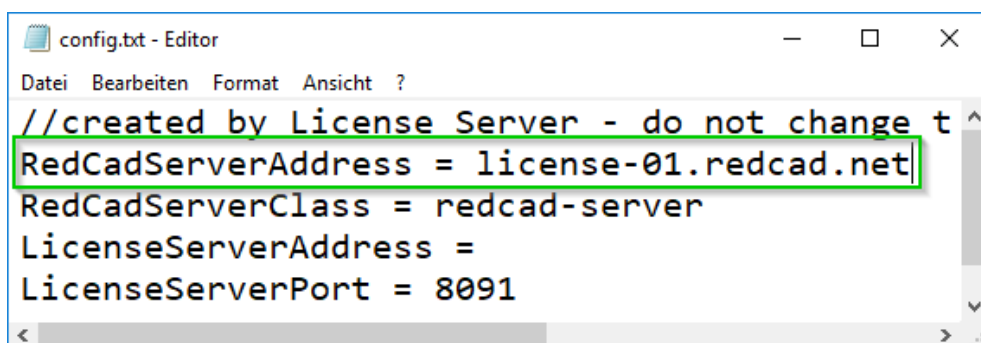 config.txt - Editor
Datei Bearbeiten Format Ansicht ?
//created by License Server - do not change t
RedCadServerAddress = license-01.redcad.net
RedCadServerClass = redcad-server
LicenseServerAddress =
LicenseServerPort = 8091